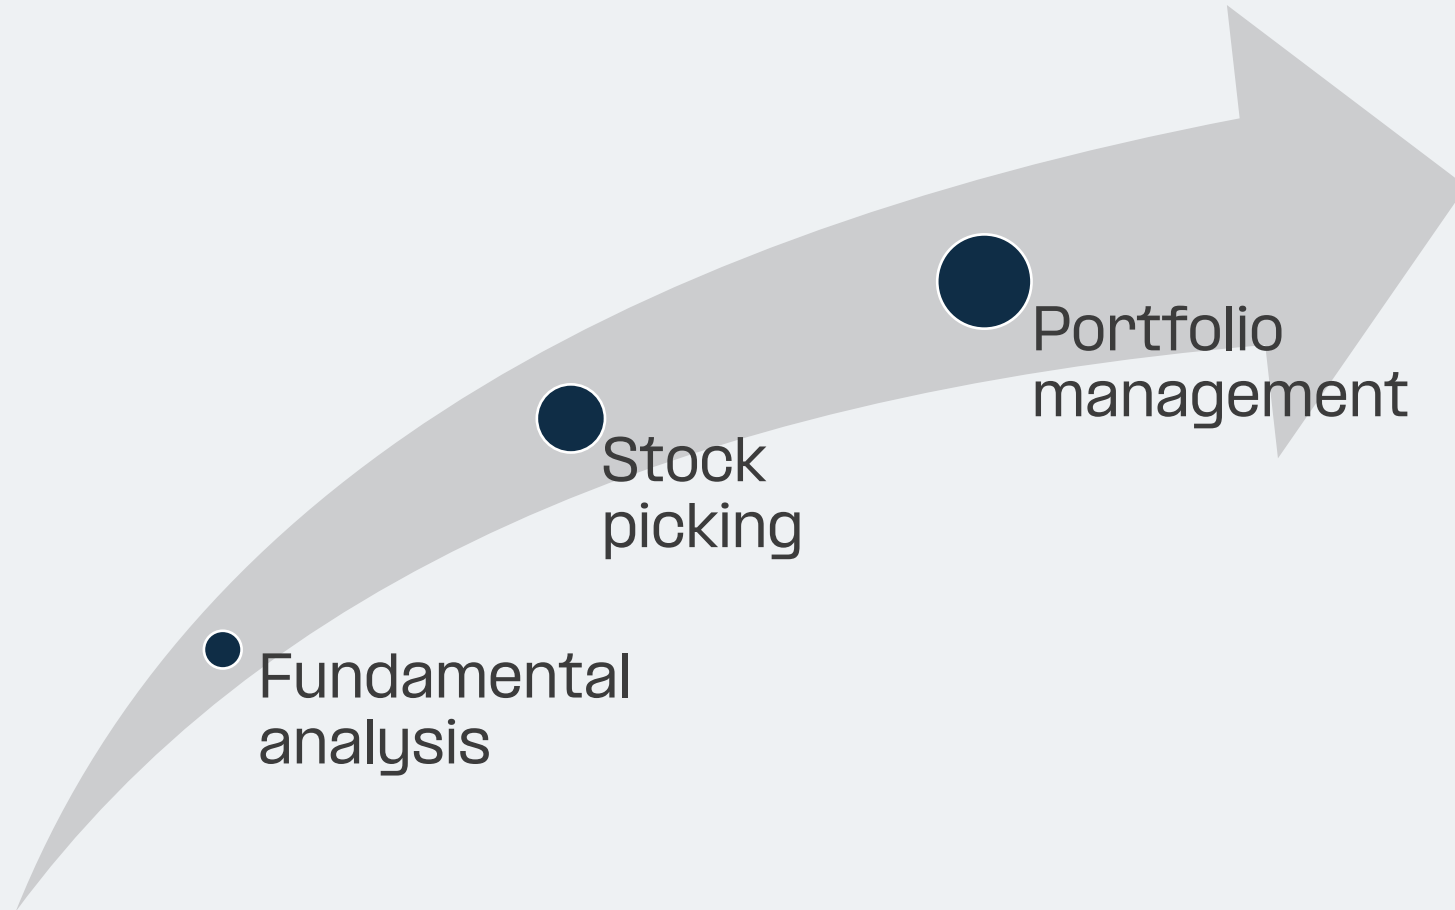 Portfolio
management
Stock
picking
Fundamental
analysis